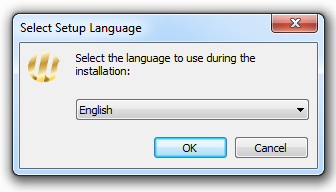 Select Setup Language
Select the language to use during the
installation:
English
OK
Cancel